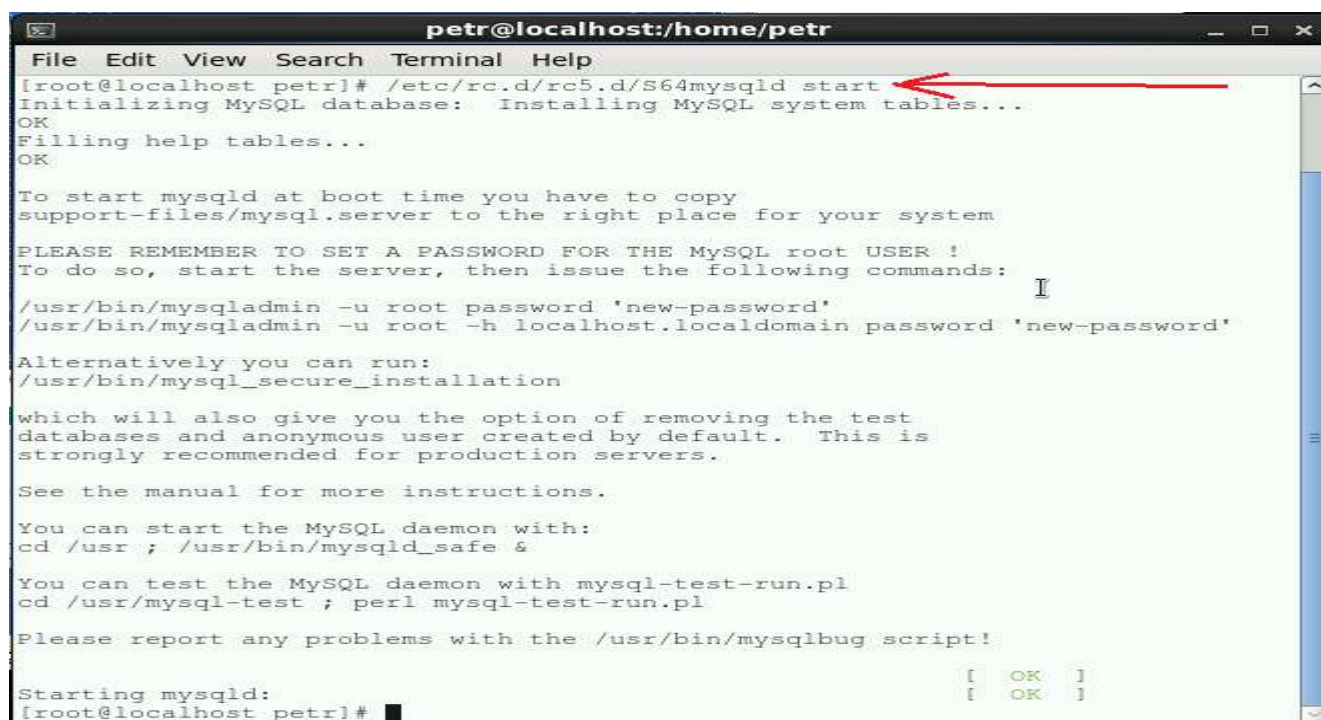 petr@localhost:/home/petr
File Edit View Search Terminal Help
[root@localhost petr]# /etc/rc.d/rc5.d/S64mysqld start
Initializing MySQL database:  Installing MySQL system tables...
OK
Filling help tables...
OK
To start mysqld at boot time you have to copy
support-files/mysql.server to the right place for your system
PLEASE REMEMBER TO SET A PASSWORD FOR THE MySQL root USER !
To do so, start the server, then issue the following commands:
/usr/bin/mysqladmin -u root password 'new-password'
/usr/bin/mysqladmin -u root -h localhost.localdomain password 'new-password'
Alternatively you can run:
/usr/bin/mysql_secure_installation
which will also give you the option of removing the test
databases and anonymous user created by default.  This is
strongly recommended for production servers.
See the manual for more instructions.
You can start the MySQL daemon with:
cd /usr ; /usr/bin/mysqld_safe &
You can test the MySQL daemon with mysql-test-run.pl
cd /usr/mysql-test ; perl mysql-test-run.pl
Please report any problems with the /usr/bin/mysqlbug script!
[  OK  ]
Starting mysqld: [  OK  ]
[root@localhost petr]#